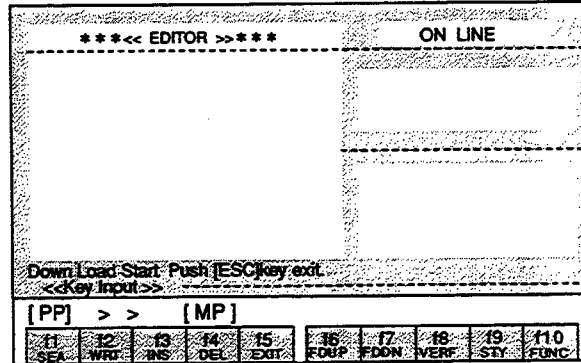 ***<< EDITOR >>*** ON LINE
Down Load Start Push [ESC]key exit.
<<Key Input>>
[PP] > > [MP]
f1 f2 f3 f4 f5 f6 f7 f8 f9 f10
SEA WRT INS DEL EXIT FDUP FDDN VERF STY FUNC